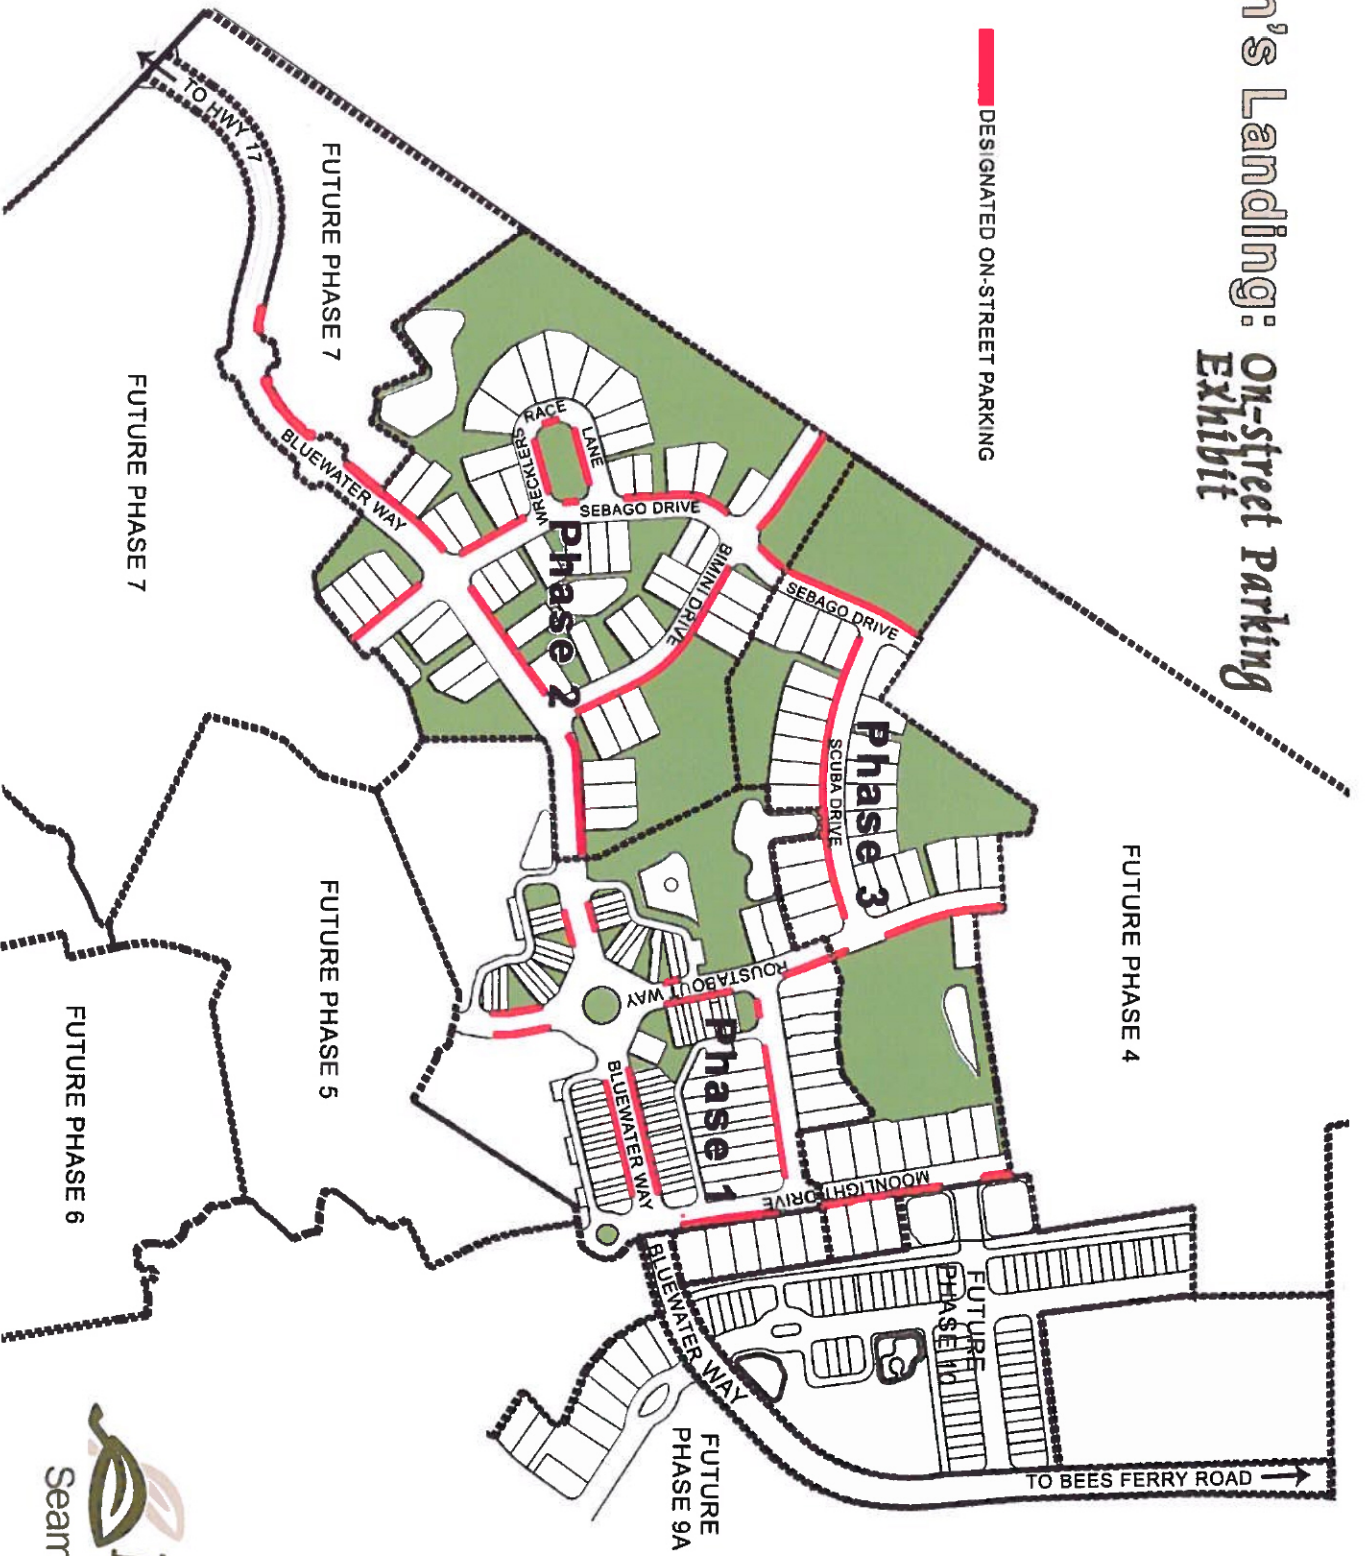 n's Landing: On-street Parking
Exhibit
DESIGNATED ON-STREET PARKING
TO HWY 17
FUTURE PHASE 7
FUTURE PHASE 7
BLUEWATER WAY
RACE
LANE
WRECKLERS
SEBAGO DRIVE
Phase 2
BIMINI DRIVE
SEBAGO DRIVE
SCUBA DRIVE
Phase 3
FUTURE PHASE 4
FUTURE PHASE 5
FUTURE PHASE 6
ROUSTABOUT WAY
Phase 1
BLUEWATER WAY
MOONLIGHT DRIVE
BLUEWATER WAY
FUTURE
PHASE 1d
FUTURE
PHASE 9A
TO BEES FERRY ROAD
Seam